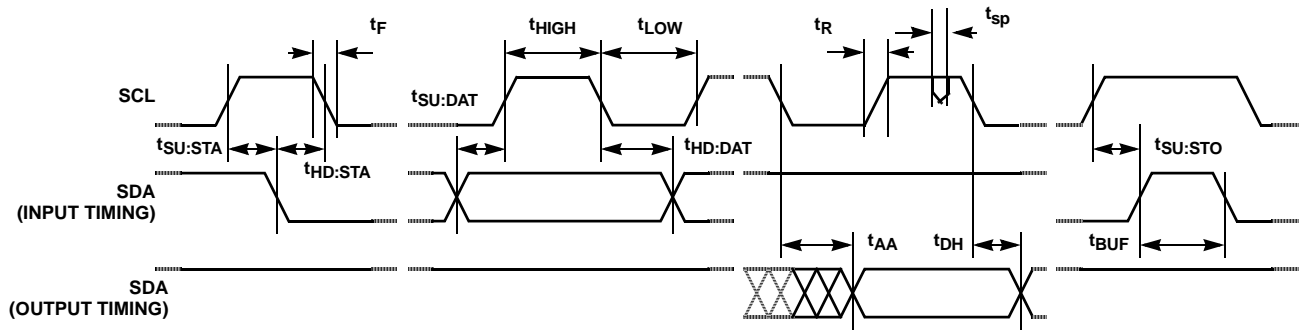 tF
tHIGH
tLOW
tR
tsp
SCL
tSU:DAT
tSU:STA
tHD:STA
tHD:DAT
tSU:STO
SDA
(INPUT TIMING)
tAA
tDH
tBUF
SDA
(OUTPUT TIMING)